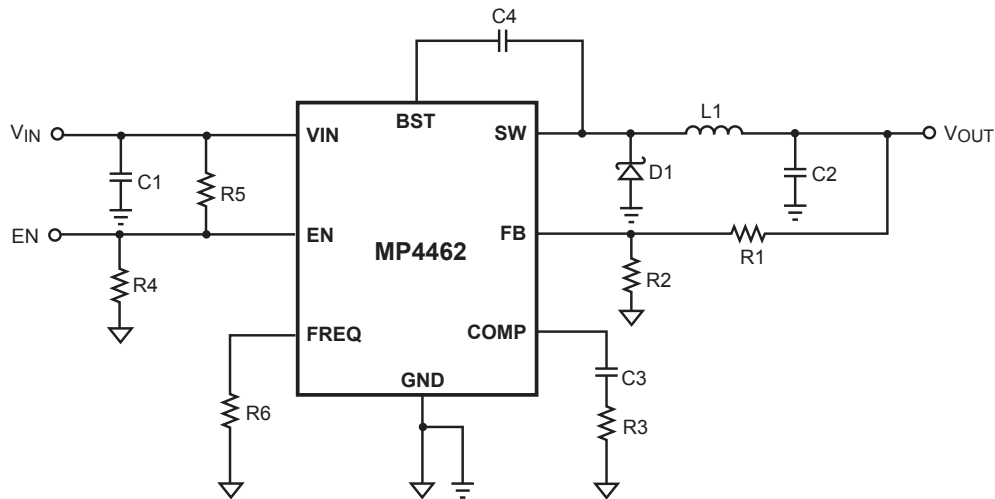 C4
VIN
VIN
BST
SW
L1
VOUT
C1
R5
D1
C2
EN
EN
FB
MP4462
R1
R4
R2
FREQ
COMP
GND
C3
R6
R3